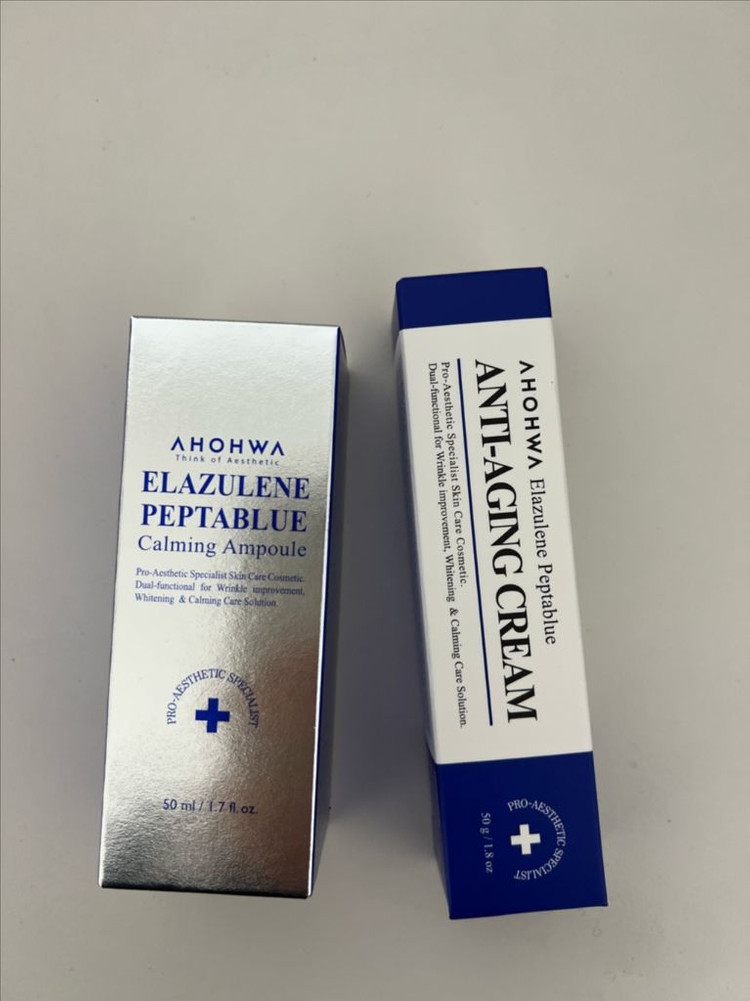 AHOHWA
Think of Aesthetic
ELAZULENE
PEPTABLUE
Calming Ampoule
Pro-Aesthetic Specialist Skin Care Cosmetic.
Dual-functional for Wrinkle improvement,
Whitening & Calming Care Solution.
PRO-AESTHETIC SPECIALIST
50 ml / 1.7 fl. oz.
AHOHWA Elazulene Peptablue
ANTI-AGING CREAM
Pro-Aesthetic Specialist Skin Care Cosmetic.
Dual-functional for Wrinkle improvement, Whitening & Calming Care Solution.
PRO-AESTHETIC SPECIALIST
50 g / 1.8 oz